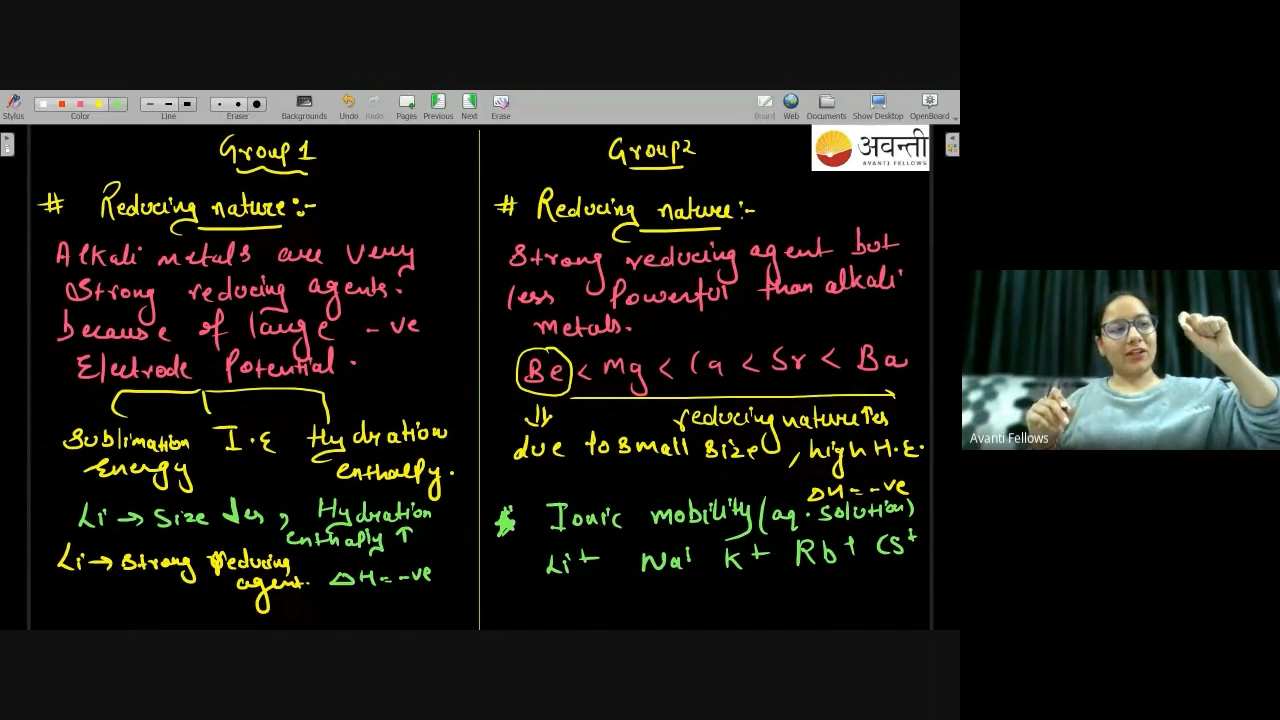 Stylus
Color
Line
Eraser
Backgrounds
Undo
Redo
Pages
Previous
Next
Erase
Board
Web
Documents
Show Desktop
OpenBoard
Group 1
# Reducing nature:-
Alkali metals are very
Strong reducing agents.
because of large -ve
Electrode Potential.
Sublimation Energy
I.E
Hydration enthalpy.
Li → Size ↓es, Hydration
enthalpy ↑
Li → Strong reducing
agent.
ΔH = -ve
Group 2
अवन्ती
AVANTI FELLOWS
# Reducing nature:-
Strong reducing agent but
less Powerful than alkali
metals.
Be < Mg < Ca < Sr < Ba
reducing nature ↑es
due to small size, high H.E.
ΔH = -ve
* Ionic mobility (aq. solution)
Li+ Na+ K+ Rb+ Cs+
Avanti Fellows